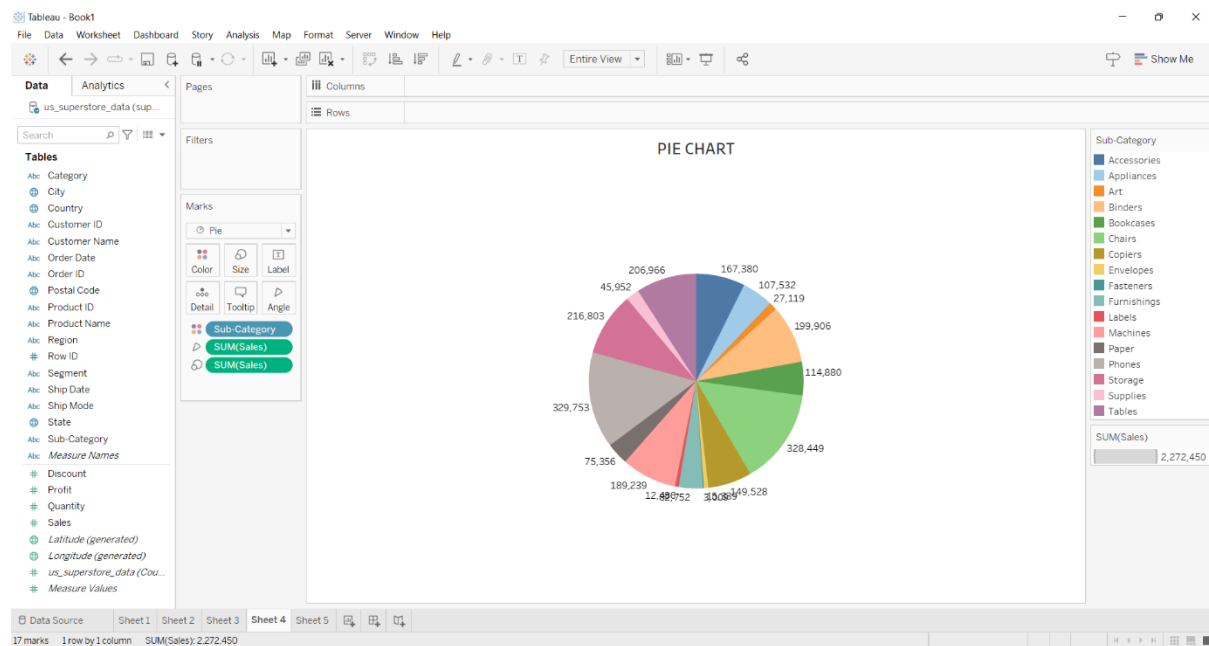 Tableau - Book1
File Data Worksheet Dashboard Story Analysis Map Format Server Window Help
Entire View
Show Me
Data Analytics
us_superstore_data (sup...
Search
Tables
Abc Category
City
Country
Abc Customer ID
Abc Customer Name
Abc Order Date
Abc Order ID
Postal Code
Abc Product ID
Abc Product Name
Abc Region
# Row ID
Abc Segment
Abc Ship Date
Abc Ship Mode
State
Abc Sub-Category
Abc Measure Names
# Discount
# Profit
# Quantity
# Sales
Latitude (generated)
Longitude (generated)
# us_superstore_data (Cou...
# Measure Values
Pages
Filters
Marks
Pie
Color Size Label
Detail Tooltip Angle
Sub-Category
SUM(Sales)
SUM(Sales)
Columns
Rows
PIE CHART
206,966 167,380
45,952 107,532
27,119
216,803 199,906
114,880
329,753
328,449
75,356
189,239 149,528
Sub-Category
Accessories
Appliances
Art
Binders
Bookcases
Chairs
Copiers
Envelopes
Fasteners
Furnishings
Labels
Machines
Paper
Phones
Storage
Supplies
Tables
SUM(Sales)
2,272,450
Data Source Sheet 1 Sheet 2 Sheet 3 Sheet 4 Sheet 5
17 marks 1 row by 1 column SUM(Sales): 2,272,450